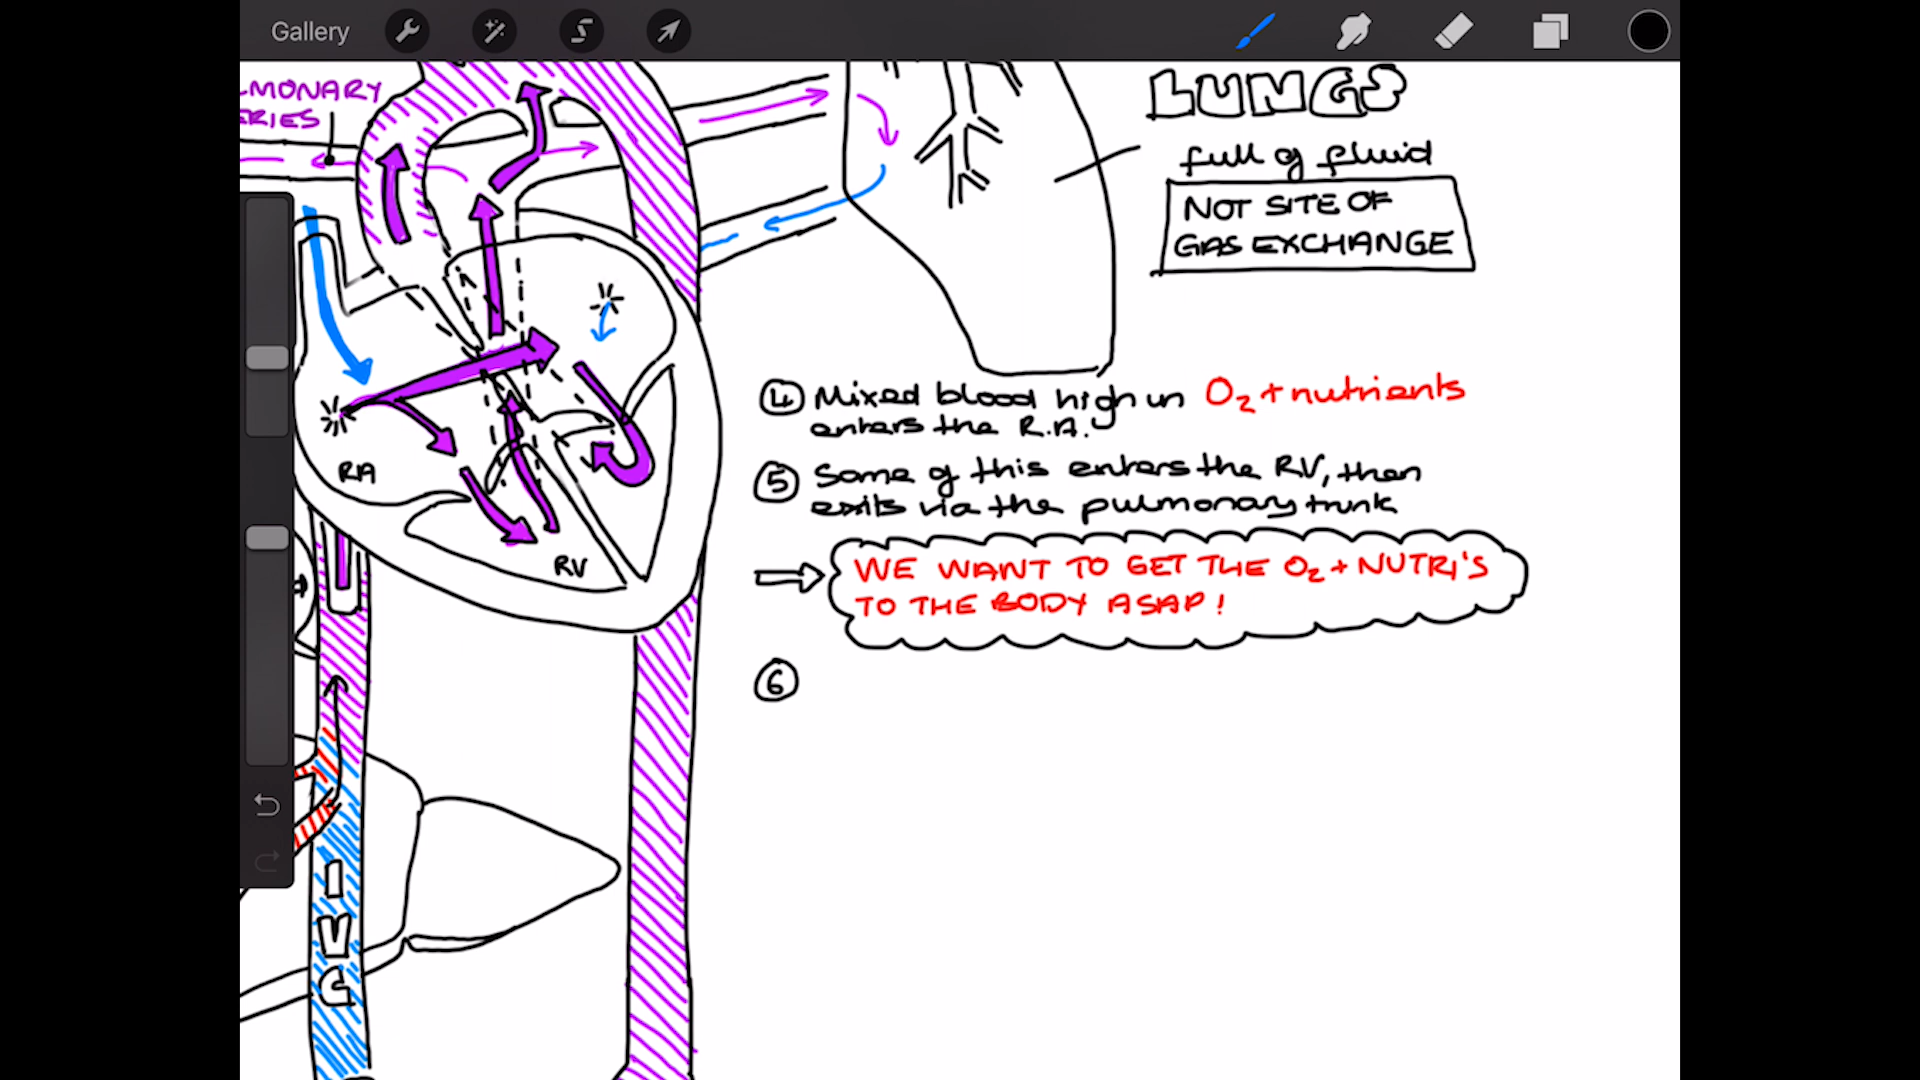 Gallery
LMONARY
ERIES
LUNGS
full of fluid
NOT SITE OF
GAS EXCHANGE
④ Mixed blood high in O₂ + nutrients
enters the R.A.
⑤ Some of this enters the RV, then
exits via the pulmonary trunk
WE WANT TO GET THE O₂ + NUTRI'S
TO THE BODY ASAP!
⑥
RA
RV
IVC